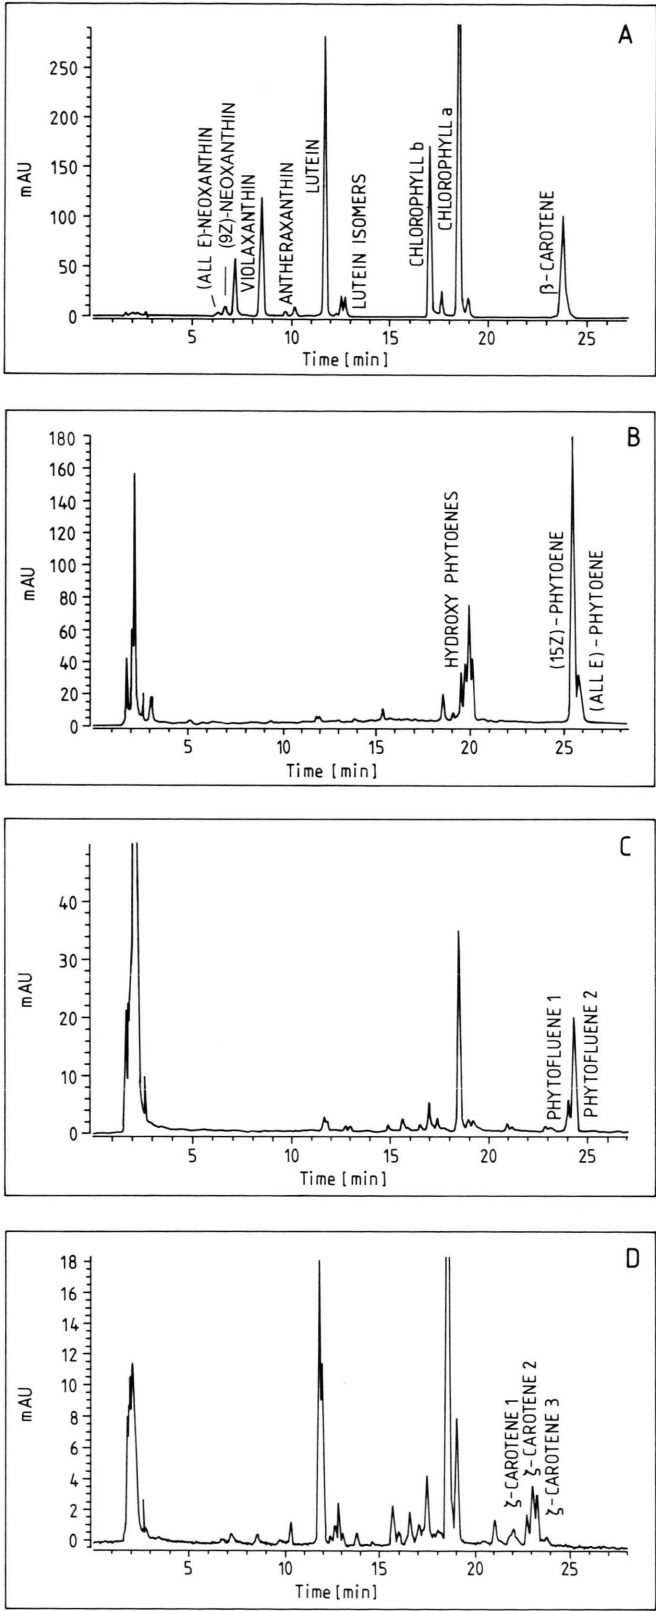 A
250
200
150
100
50
0
mAU
(ALL E)-NEOXANTHIN
(9Z)-NEOXANTHIN
VIOLAXANTHIN
ANTHERAXANTHIN
LUTEIN
LUTEIN ISOMERS
CHLOROPHYLL b
CHLOROPHYLL a
β-CAROTENE
5 10 15 20 25
Time [min]
B
180
160
140
120
100
80
60
40
20
0
mAU
HYDROXY PHYTOENES
(15Z)-PHYTOENE
(ALL E)-PHYTOENE
5 10 15 20 25
Time [min]
C
40
30
20
10
0
mAU
PHYTOFLUENE 1
PHYTOFLUENE 2
5 10 15 20 25
Time [min]
D
18
16
14
12
10
8
6
4
2
0
mAU
ζ-CAROTENE 1
ζ-CAROTENE 2
ζ-CAROTENE 3
5 10 15 20 25
Time [min]